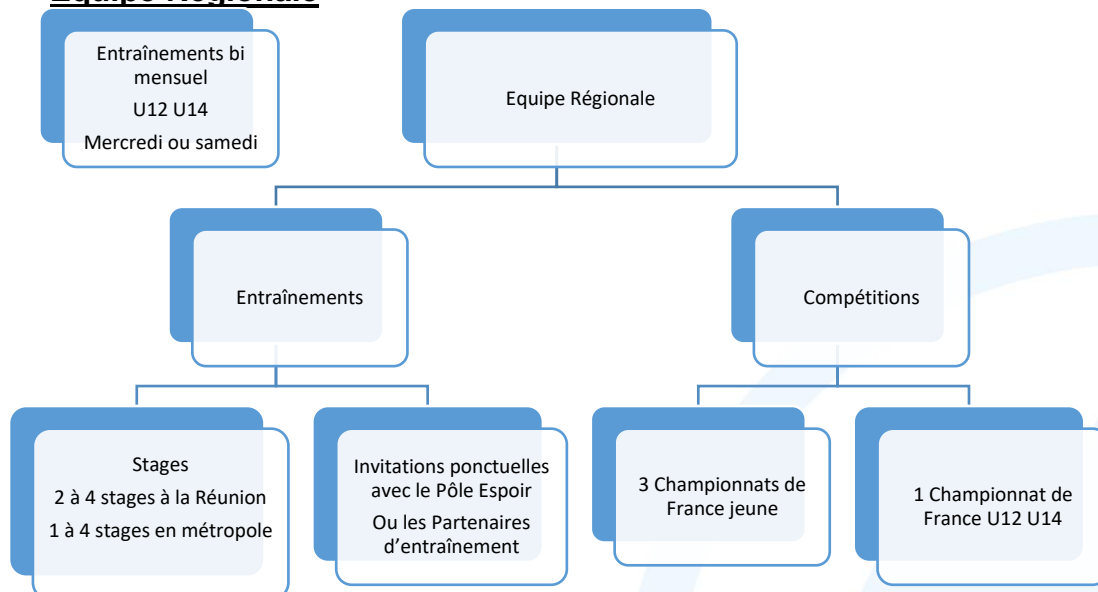 Equipe Régionale
Entraînements bi
mensuel
U12 U14
Mercredi ou samedi
Equipe Régionale
Entraînements
Compétitions
Stages
2 à 4 stages à la Réunion
1 à 4 stages en métropole
Invitations ponctuelles
avec le Pôle Espoir
Ou les Partenaires
d’entraînement
3 Championnats de
France jeune
1 Championnat de
France U12 U14